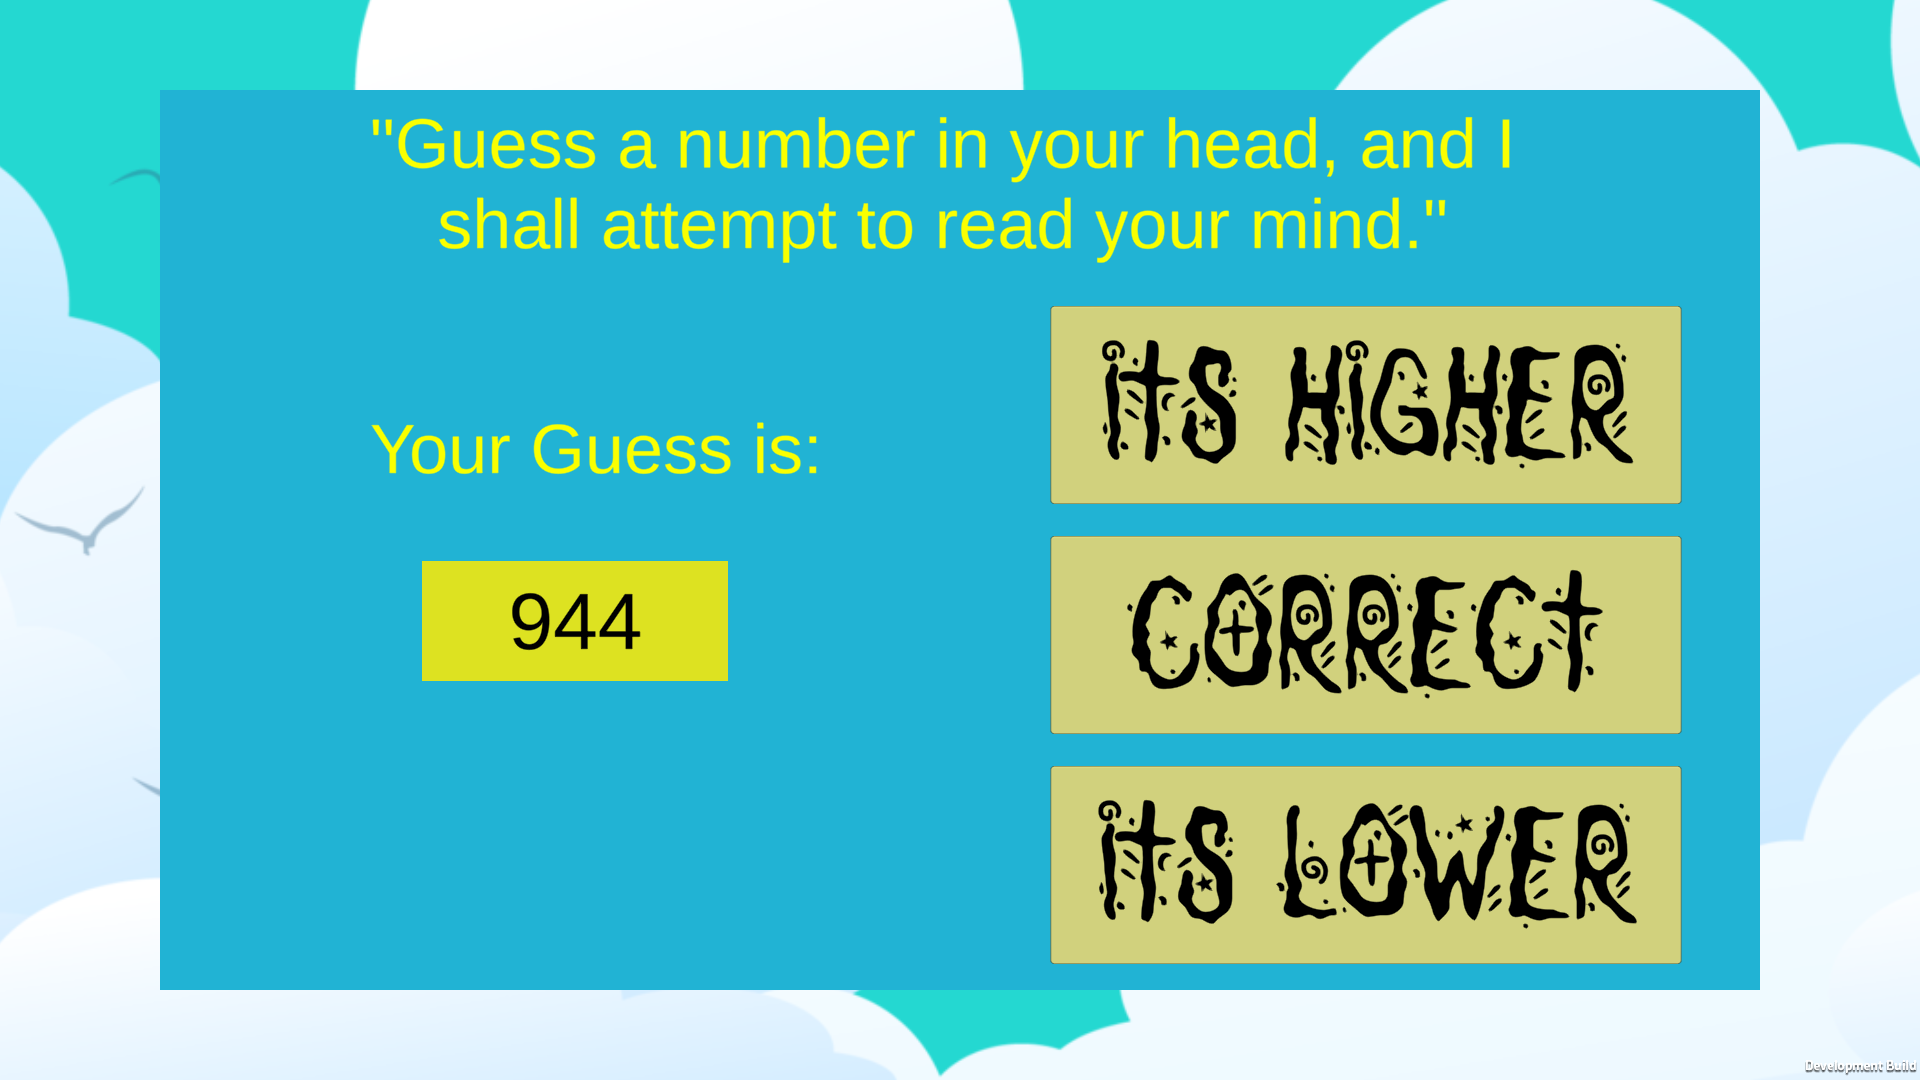 "Guess a number in your head, and I
shall attempt to read your mind."
Your Guess is:
944
its HiGHER
CORRECt
its LOWER
Development Build